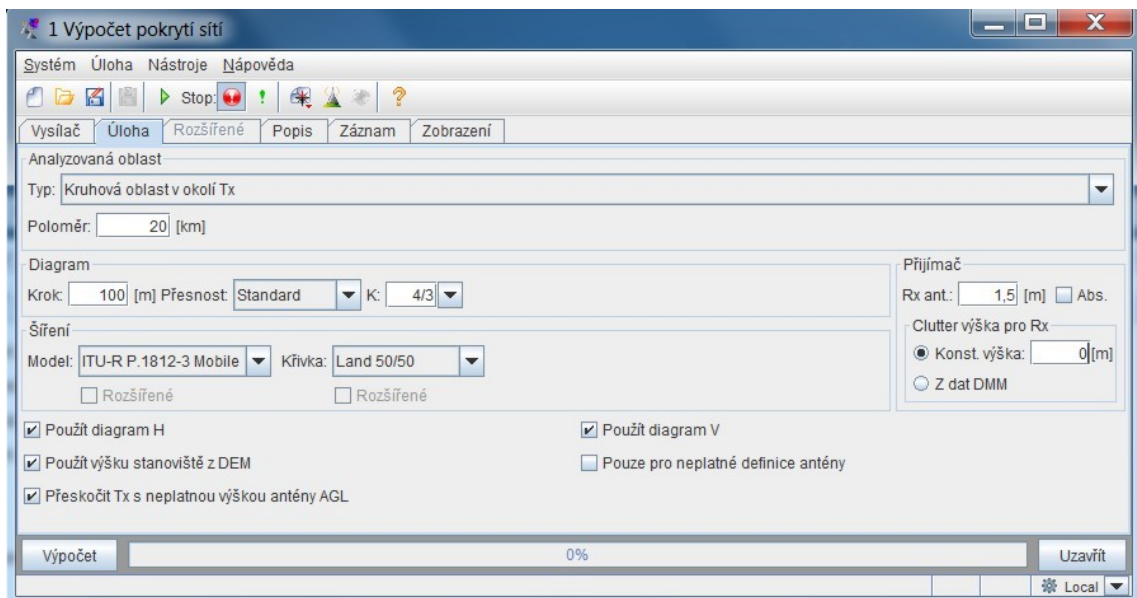 1 Výpočet pokrytí sítí
Systém Úloha Nástroje Nápověda
Stop:
Vysílač Úloha Rozšířené Popis Záznam Zobrazení
Analyzovaná oblast
Typ: Kruhová oblast v okolí Tx
Poloměr: 20 [km]
Diagram
Krok: 100 [m] Přesnost: Standard K: 4/3
Přijímač
Rx ant.: 1,5 [m] Abs.
Clutter výška pro Rx
Konst. výška: 0 [m]
Z dat DMM
Šíření
Model: ITU-R P.1812-3 Mobile Křivka: Land 50/50
Rozšířené Rozšířené
Použít diagram H Použít diagram V
Použít výšku stanoviště z DEM Pouze pro neplatné definice antény
Přeskočit Tx s neplatnou výškou antény AGL
Výpočet 0% Uzavřít
Local